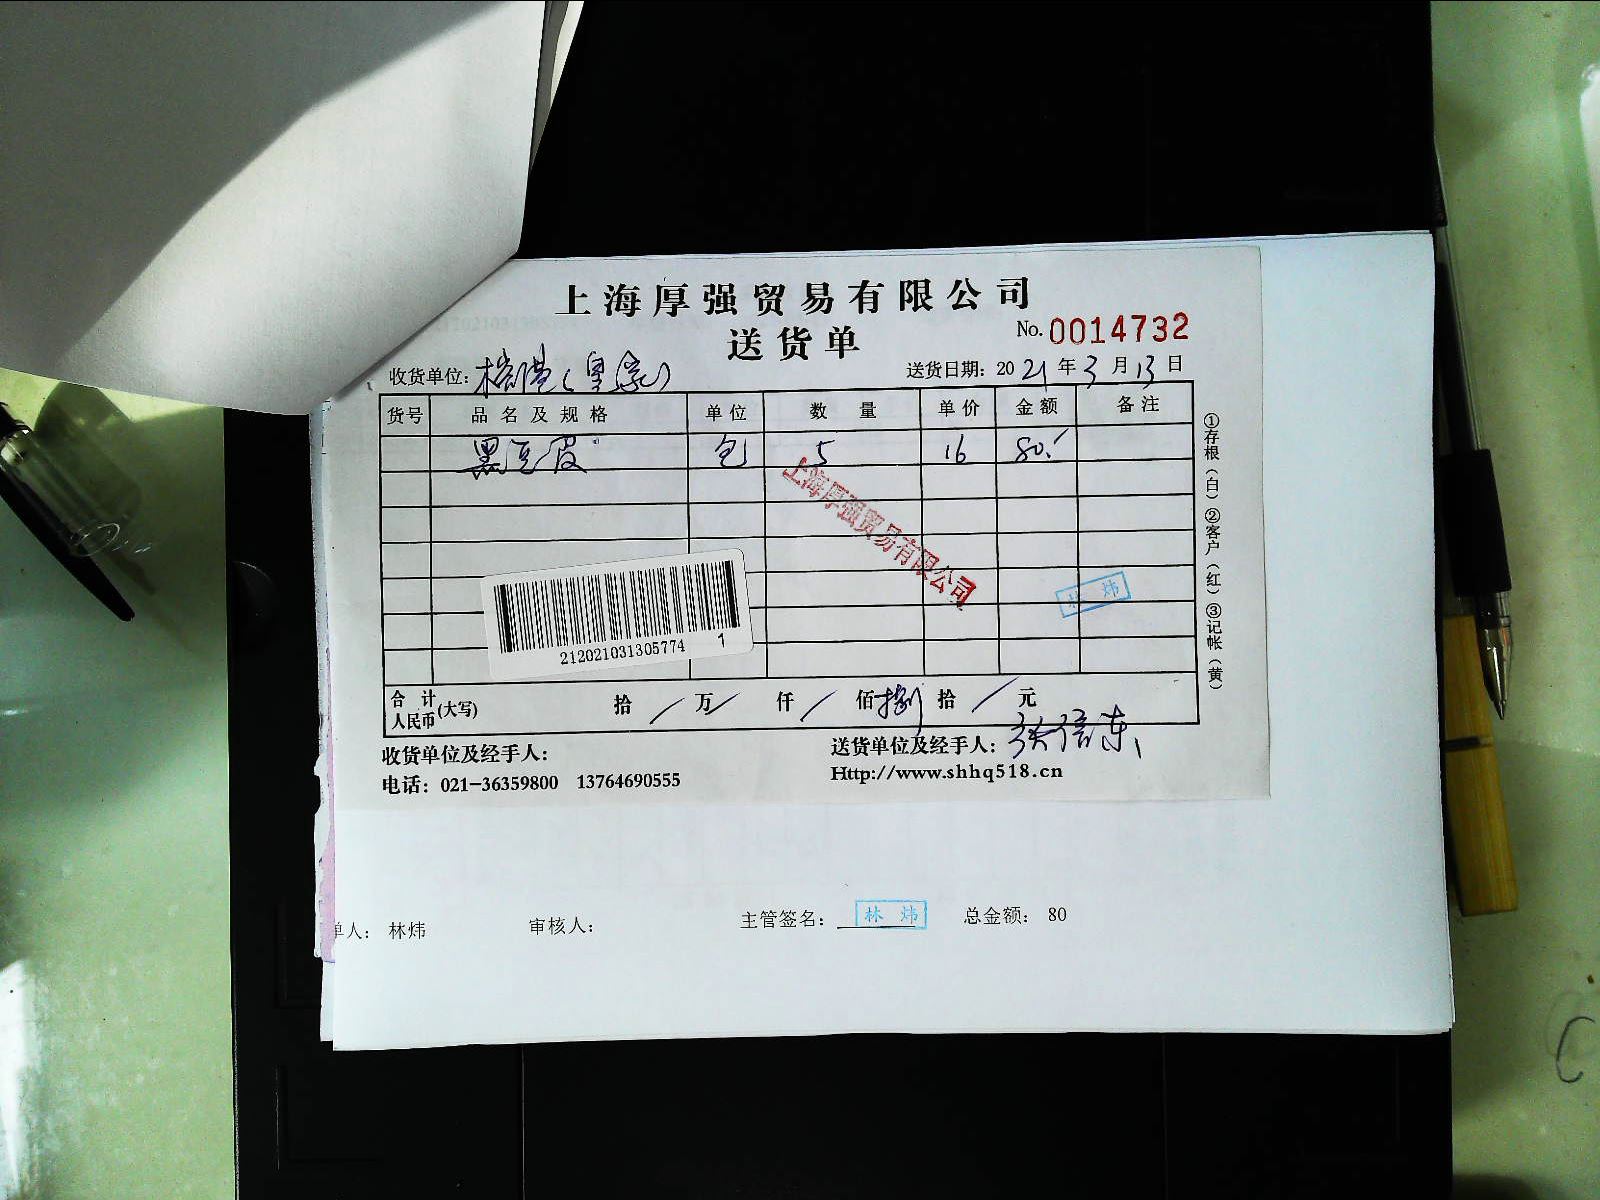 上海厚强贸易有限公司
送货单
No. 0014732
收货单位：
送货日期：2021年3月13日
货号 品名及规格 单位 数量 单价 金额 备注
黑豆皮 包 5 16 80.
上海厚强贸易有限公司
林炜
212021031305774 1
合计人民币(大写) 拾 / 万 / 仟 / 佰 捌 拾 / 元
收货单位及经手人：
送货单位及经手人：
电话：021-36359800 13764690555
Http://www.shhq518.cn
①存根（白）②客户（红）③记帐（黄）
单人： 林炜 审核人： 主管签名： 林炜 总金额： 80